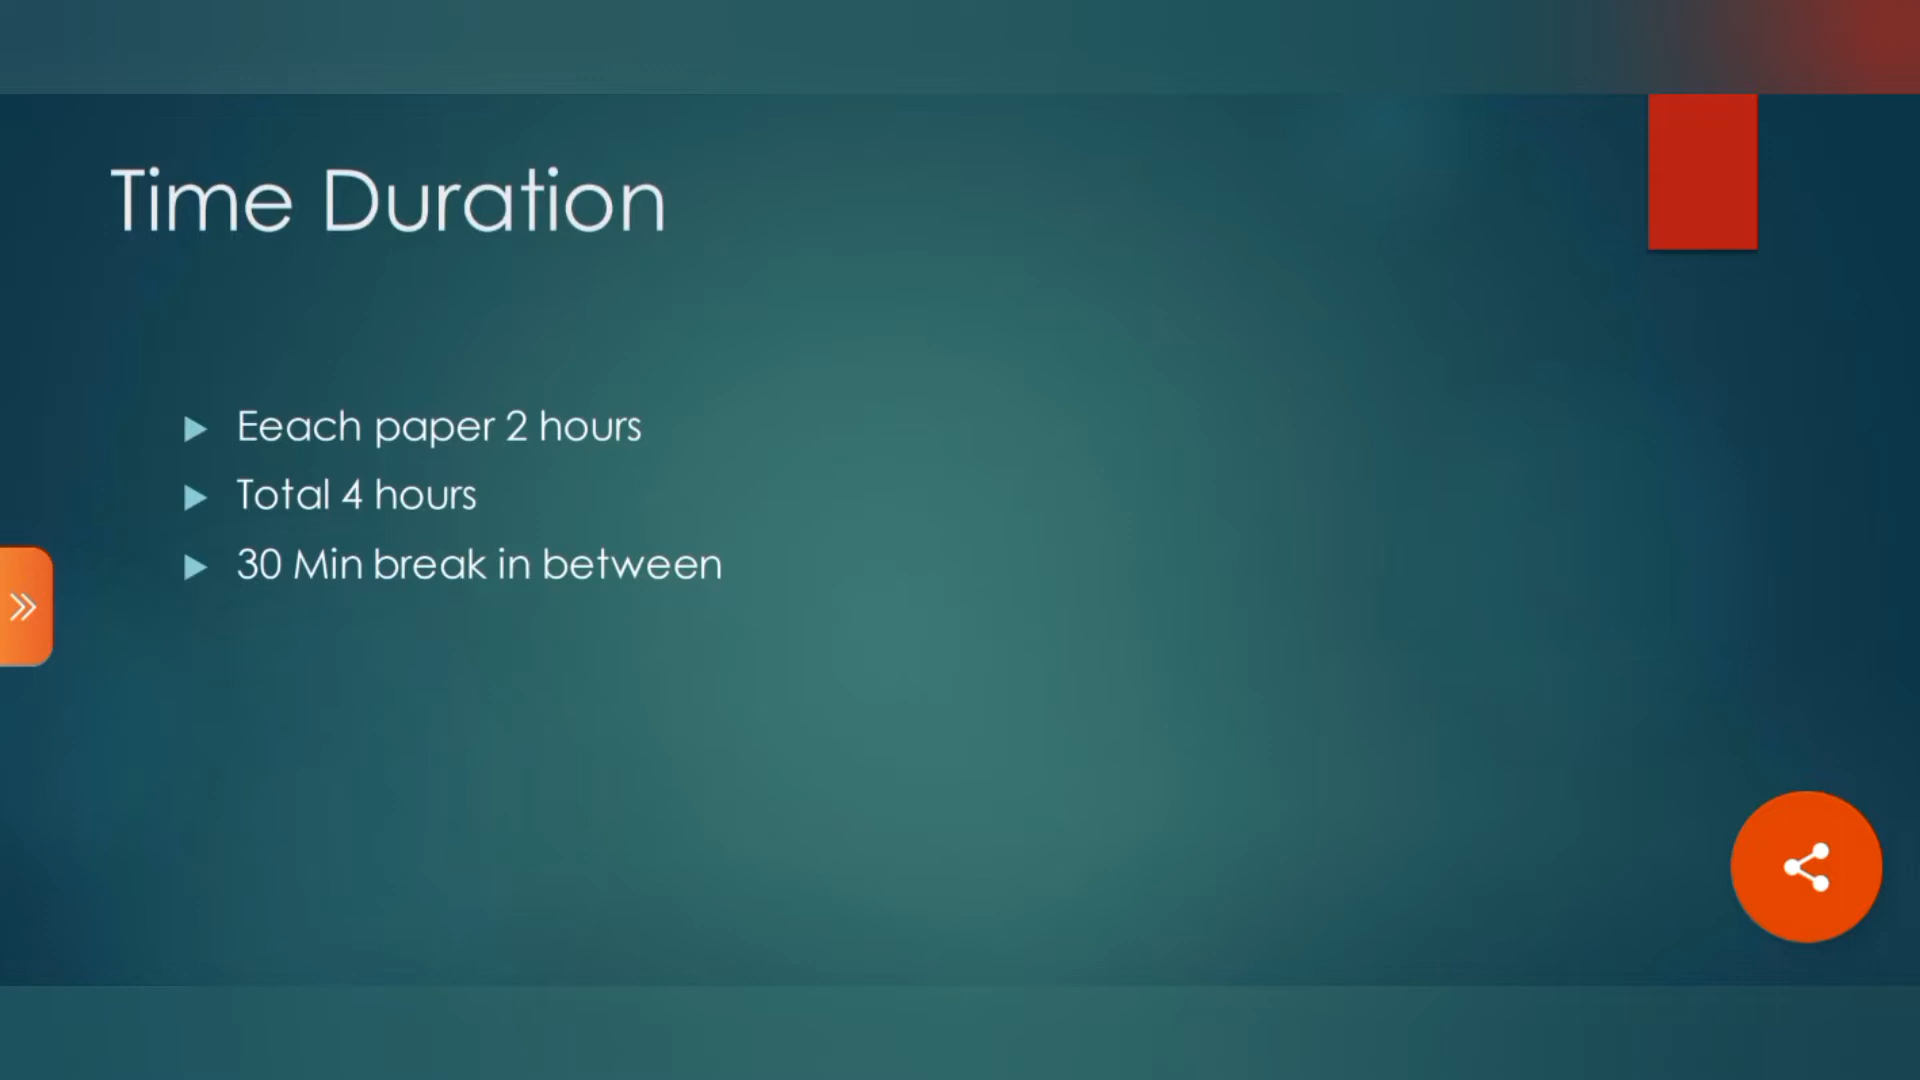 Time Duration
Eeach paper 2 hours
Total 4 hours
30 Min break in between